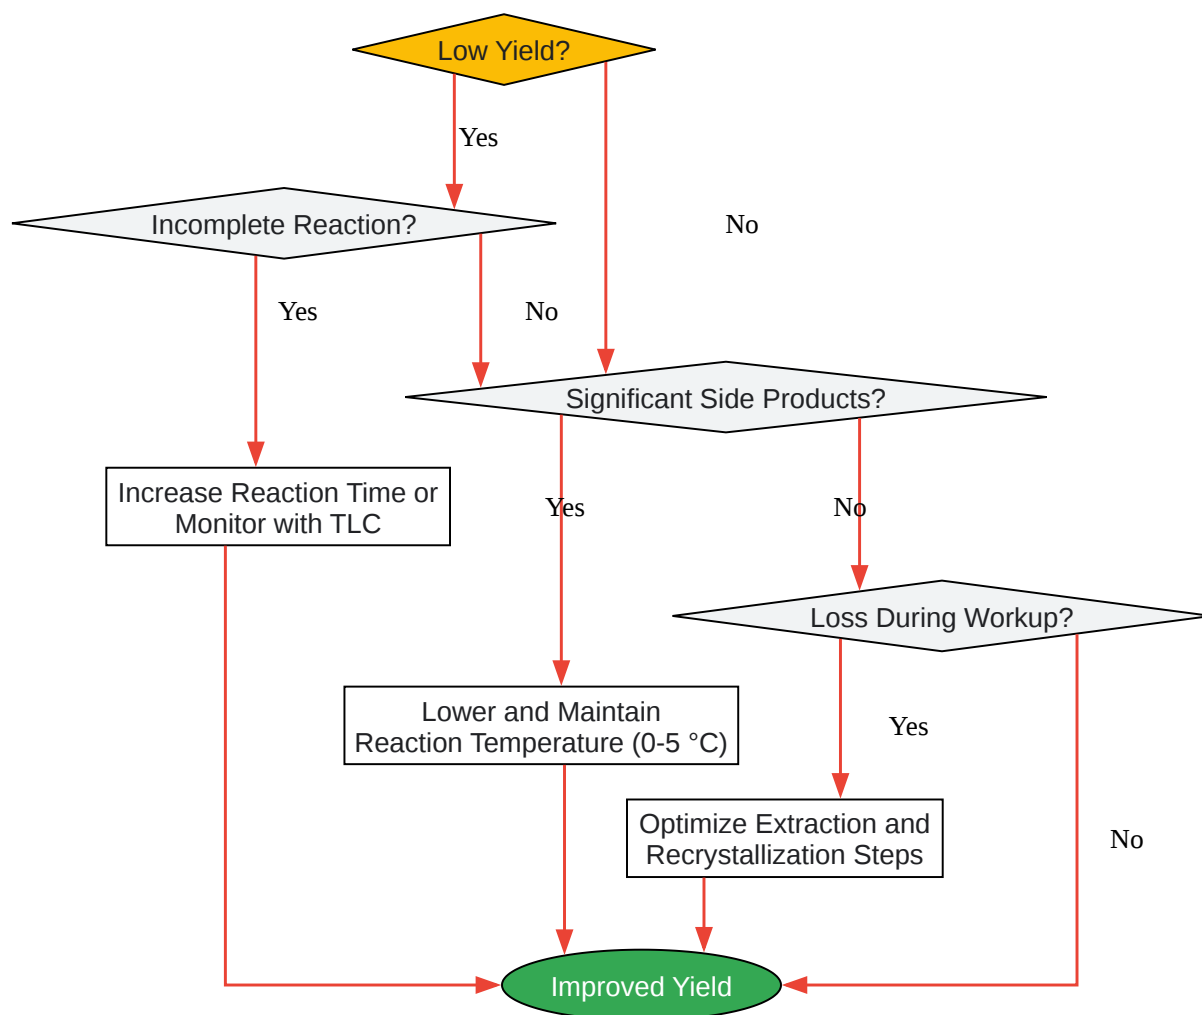 Low Yield?
Yes
Incomplete Reaction?
No
Yes
No
Significant Side Products?
Increase Reaction Time or
Monitor with TLC
Yes
No
Loss During Workup?
Lower and Maintain
Reaction Temperature (0-5 °C)
Yes
Optimize Extraction and
Recrystallization Steps
No
Improved Yield